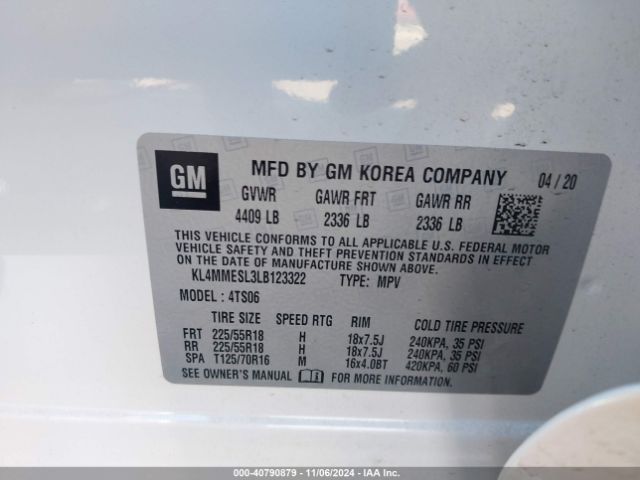 GM MFD BY GM KOREA COMPANY 04 / 20
GVWR GAWR FRT GAWR RR
4409 LB 2336 LB 2336 LB
THIS VEHICLE CONFORMS TO ALL APPLICABLE U.S. FEDERAL MOTOR
VEHICLE SAFETY AND THEFT PREVENTION STANDARDS IN EFFECT
ON THE DATE OF MANUFACTURE SHOWN ABOVE.
KL4MMESL3LB123322 TYPE: MPV
MODEL : 4TS06
TIRE SIZE SPEED RTG RIM COLD TIRE PRESSURE
FRT 225/55R18 H 18x7.5J 240KPA, 35 PSI
RR 225/55R18 H 18x7.5J 240KPA, 35 PSI
SPA T125/70R16 M 16x4.0BT 420KPA, 60 PSI
SEE OWNER'S MANUAL FOR MORE INFORMATION.
000-40790879 - 11/06/2024 - IAAI.com